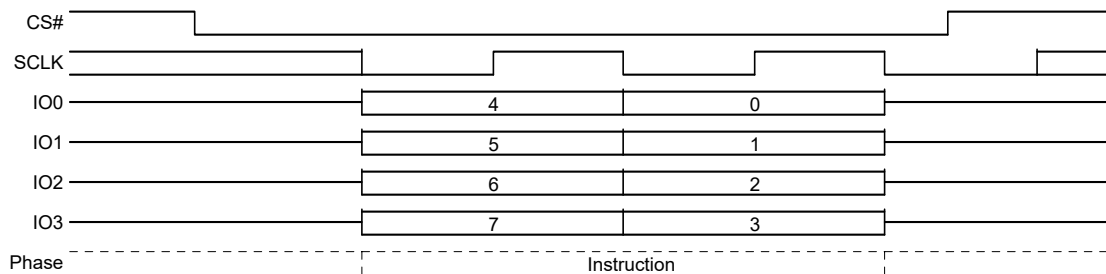 CS#
SCLK
IO0 4 0
IO1 5 1
IO2 6 2
IO3 7 3
Phase Instruction